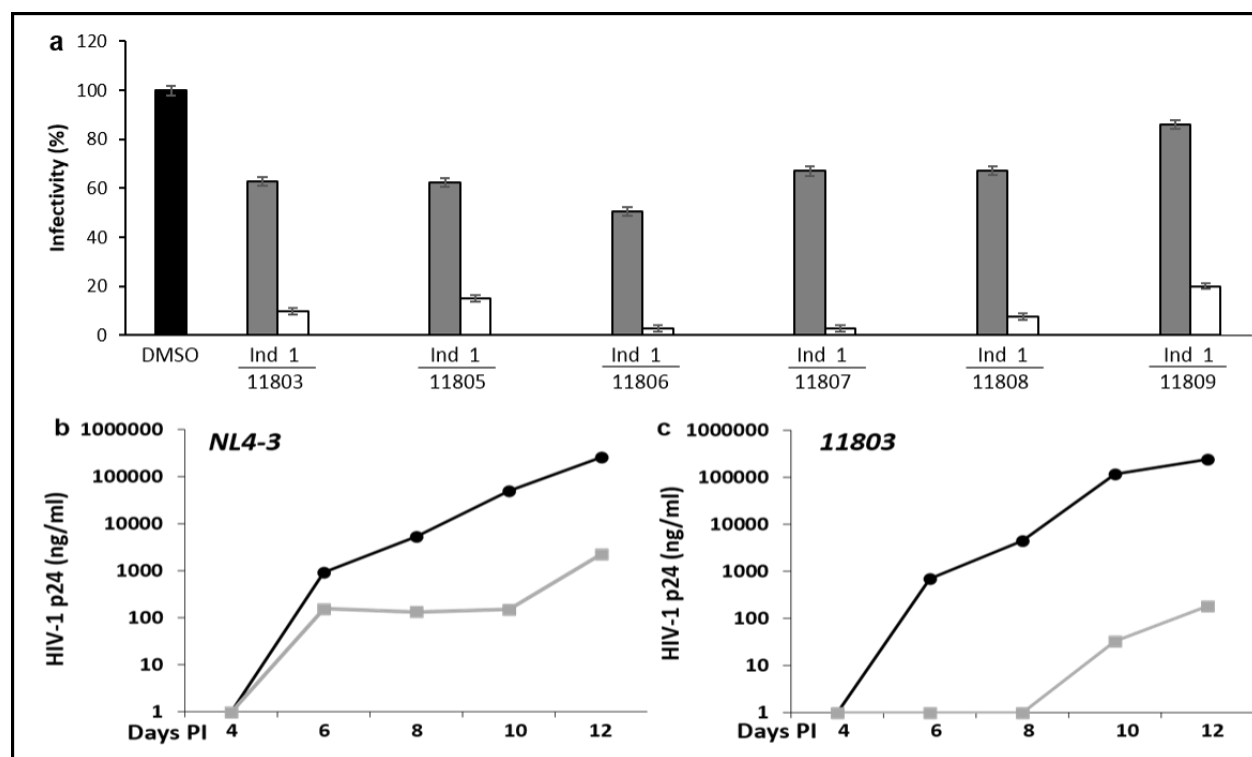 a
120
100
80
60
40
20
0
Infectivity (%)
DMSO Ind 1 Ind 1 Ind 1 Ind 1 Ind 1 Ind 1
11803 11805 11806 11807 11808 11809
b
NL4-3
1000000
100000
10000
1000
100
10
1
HIV-1 p24 (ng/ml)
Days PI 4 6 8 10 12
c
11803
1000000
100000
10000
1000
100
10
1
HIV-1 p24 (ng/ml)
Days PI 4 6 8 10 12